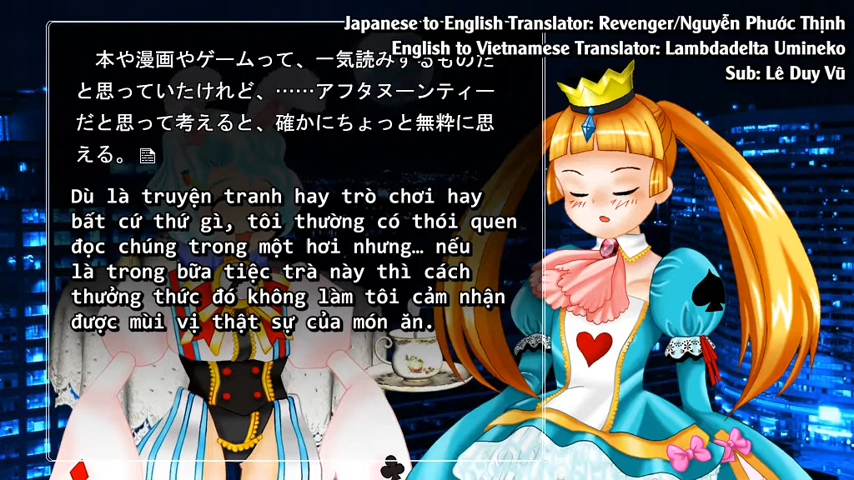 Japanese to English Translator: Revenger/Nguyễn Phước Thịnh
English to Vietnamese Translator: Lambdadelta Umineko
Sub: Lê Duy Vũ
本や漫画やゲームって、一気読みするものだ
と思っていたけれど、……アフタヌーンティー
だと思って考えると、確かにちょっと無粋に思
える。
Dù là truyện tranh hay trò chơi hay
bất cứ thứ gì, tôi thường có thói quen
đọc chúng trong một hơi nhưng… nếu
là trong bữa tiệc trà này thì cách
thưởng thức đó không làm tôi cảm nhận
được mùi vị thật sự của món ăn.